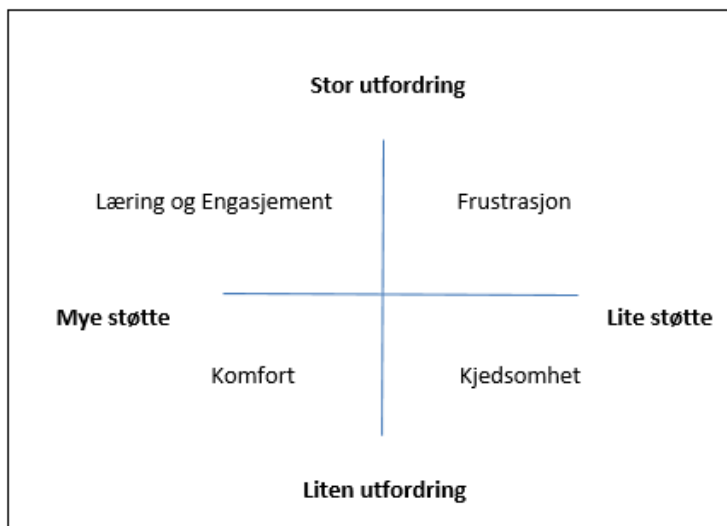 Stor utfordring
Læring og Engasjement
Frustrasjon
Mye støtte
Lite støtte
Komfort
Kjedsomhet
Liten utfordring